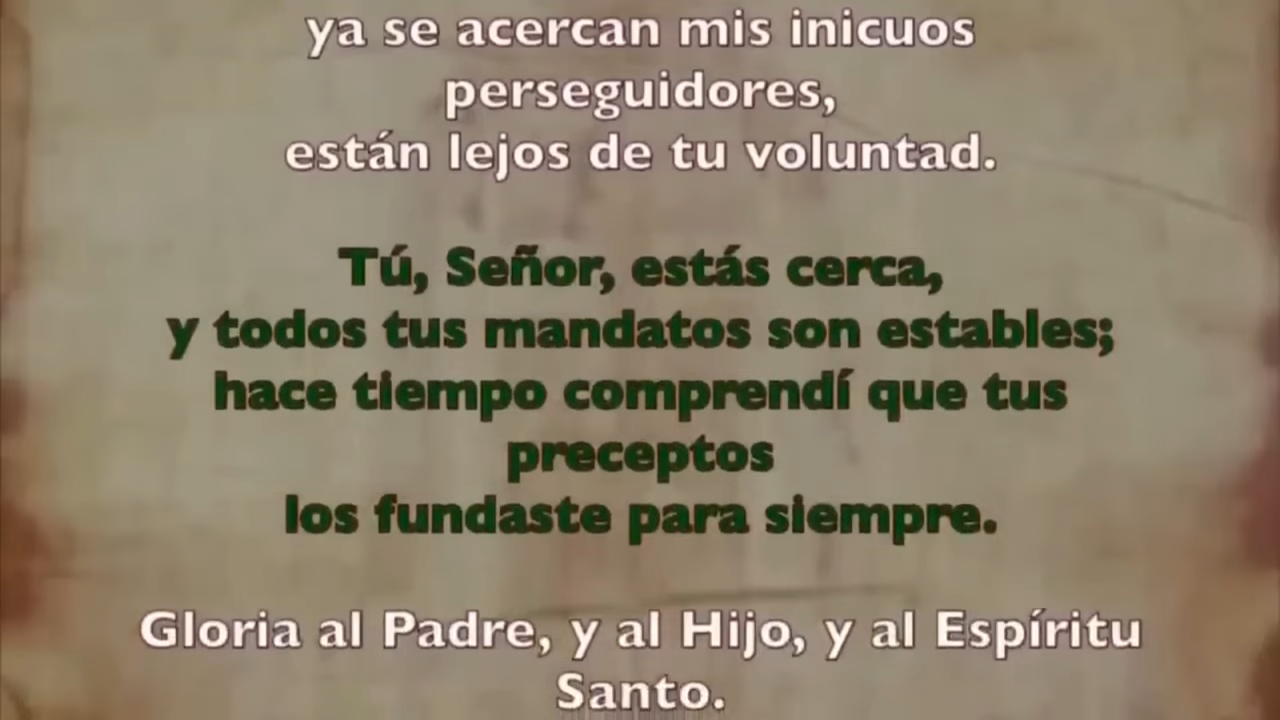 ya se acercan mis inicuos
perseguidores,
están lejos de tu voluntad.
Tú, Señor, estás cerca,
y todos tus mandatos son estables;
hace tiempo comprendí que tus
preceptos
los fundaste para siempre.
Gloria al Padre, y al Hijo, y al Espíritu
Santo.